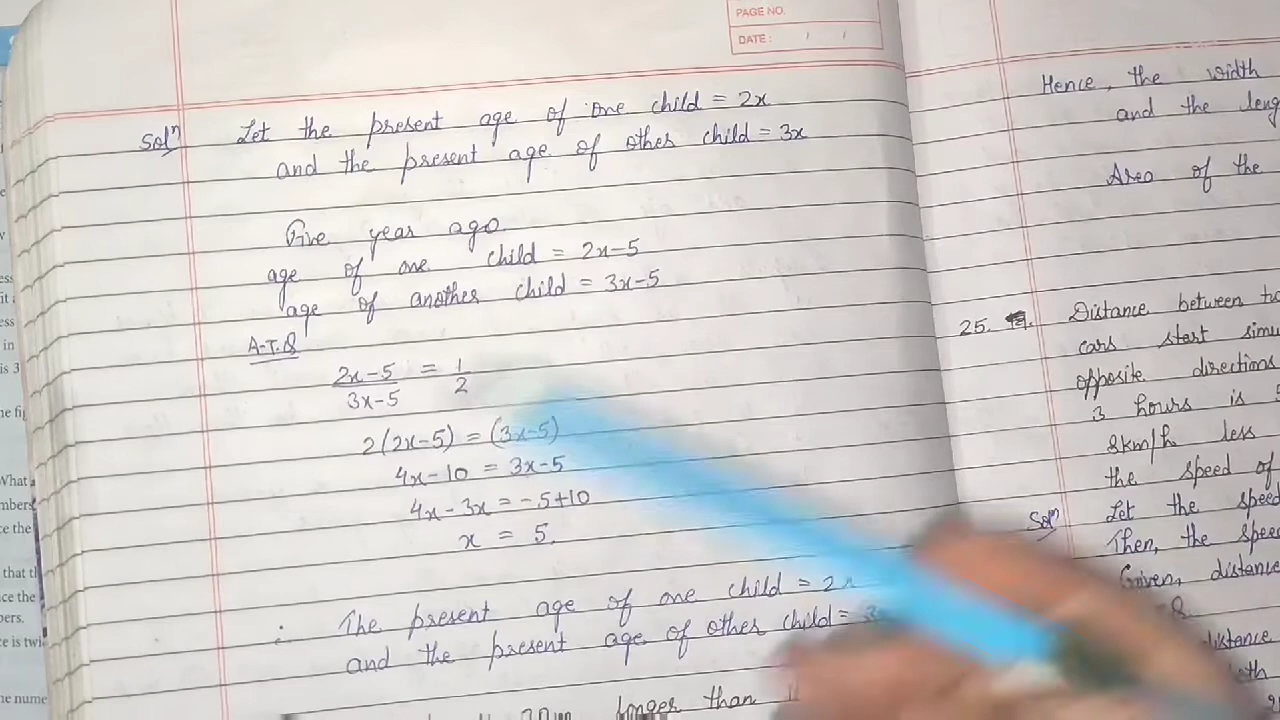 PAGE NO.
DATE : / /
Solⁿ Let the present age of one child = 2x
and the present age of other child = 3x
Five year ago
age of one child = 2x-5
age of another child = 3x-5
A.T.Q
2x-5/3x-5 = 1/2
2(2x-5) = (3x-5)
4x-10 = 3x-5
4x-3x = -5+10
x = 5.
∴ The present age of one child = 2x
and the present age of other child =
longer than
Hence, the width
and the leng
Area of the
25. Distance between
cars start simu
opposite directions
3 hours is
8km/h less
the speed of
Solⁿ Let the speed
Then, the speed
Given, distance
distance